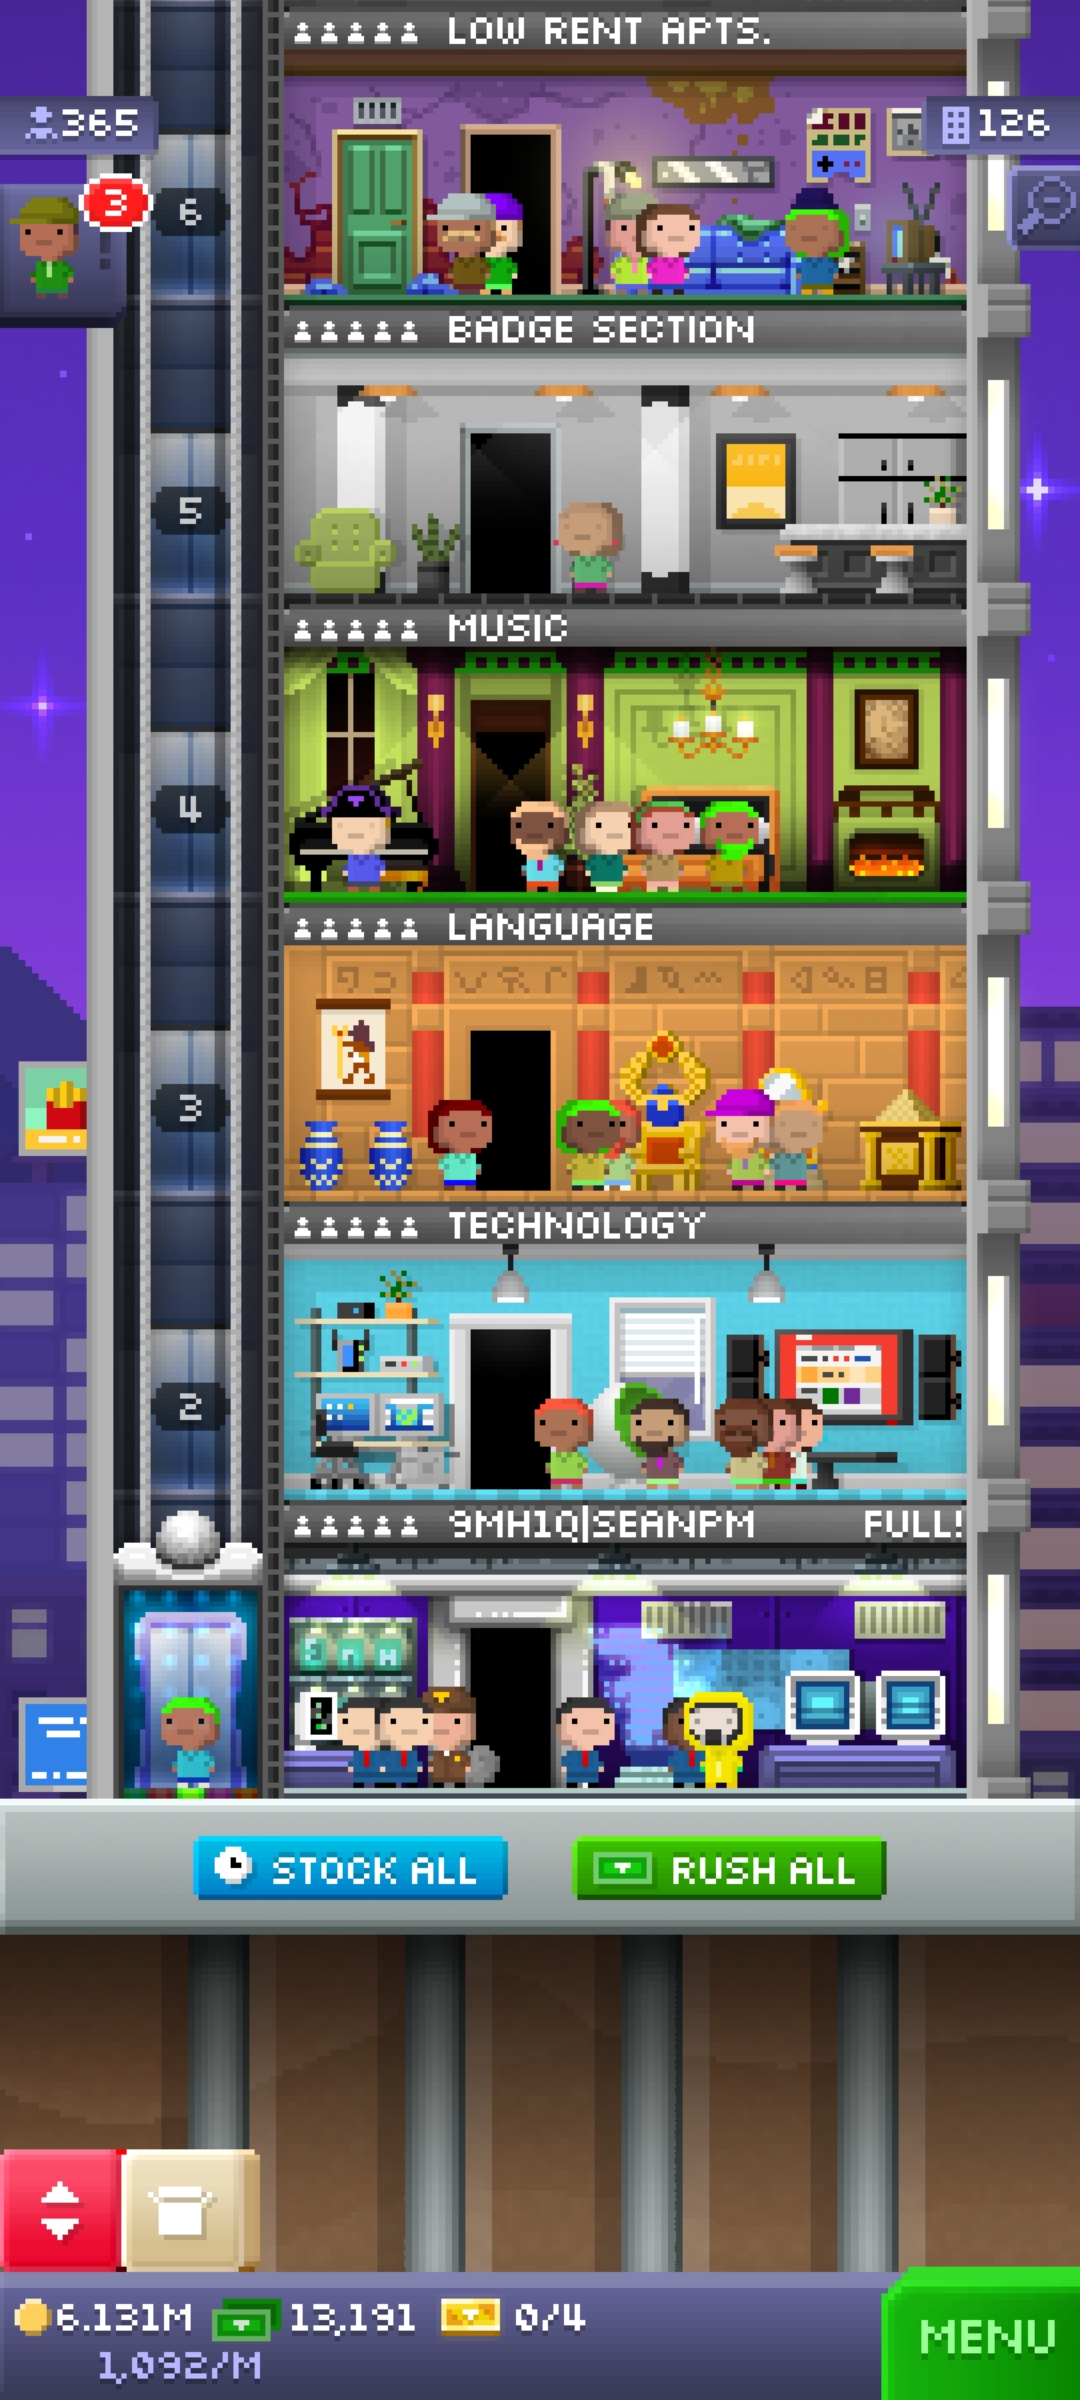 LOW RENT APTS.
365
126
3
6
BADGE SECTION
5
MUSIC
4
LANGUAGE
3
TECHNOLOGY
2
9MH1Q|SEANPM FULL!
STOCK ALL
RUSH ALL
6.131M
13,191
0/4
1,092/M
MENU